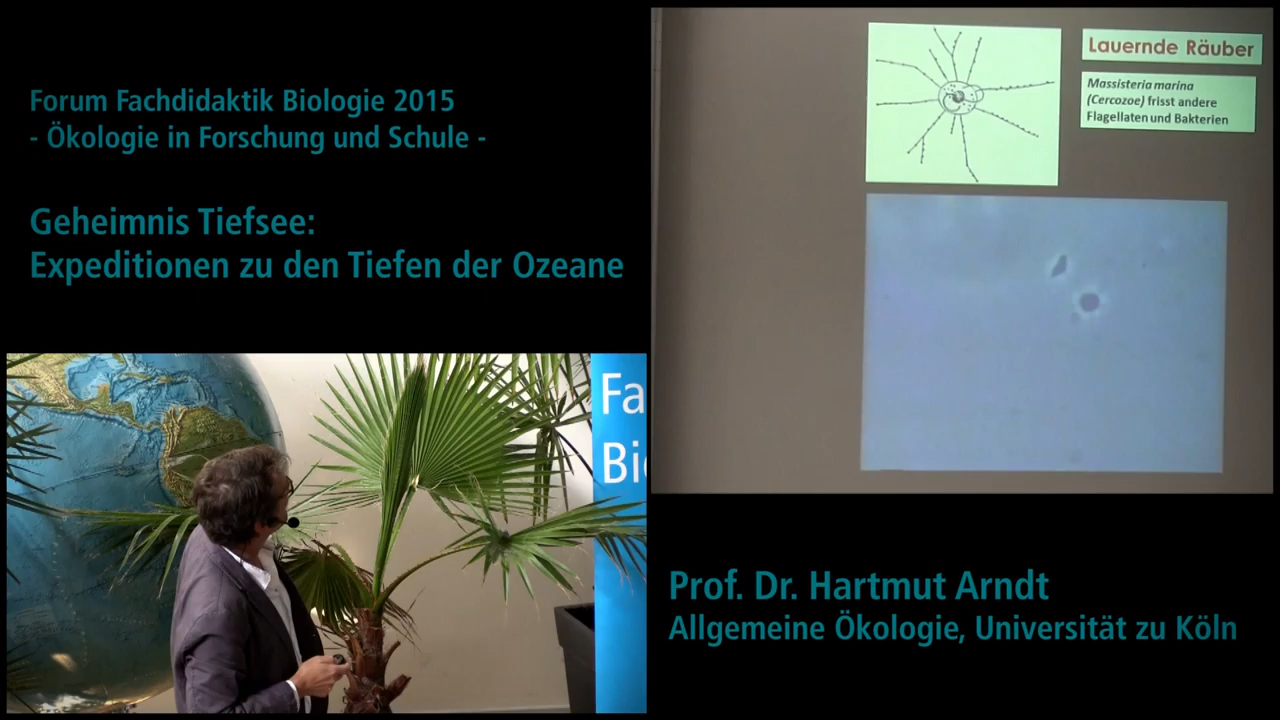 Forum Fachdidaktik Biologie 2015
- Ökologie in Forschung und Schule -
Geheimnis Tiefsee:
Expeditionen zu den Tiefen der Ozeane
Lauernde Räuber
Massisteria marina
(Cercozoe) frisst andere
Flagellaten und Bakterien
Fa
Bi
Prof. Dr. Hartmut Arndt
Allgemeine Ökologie, Universität zu Köln